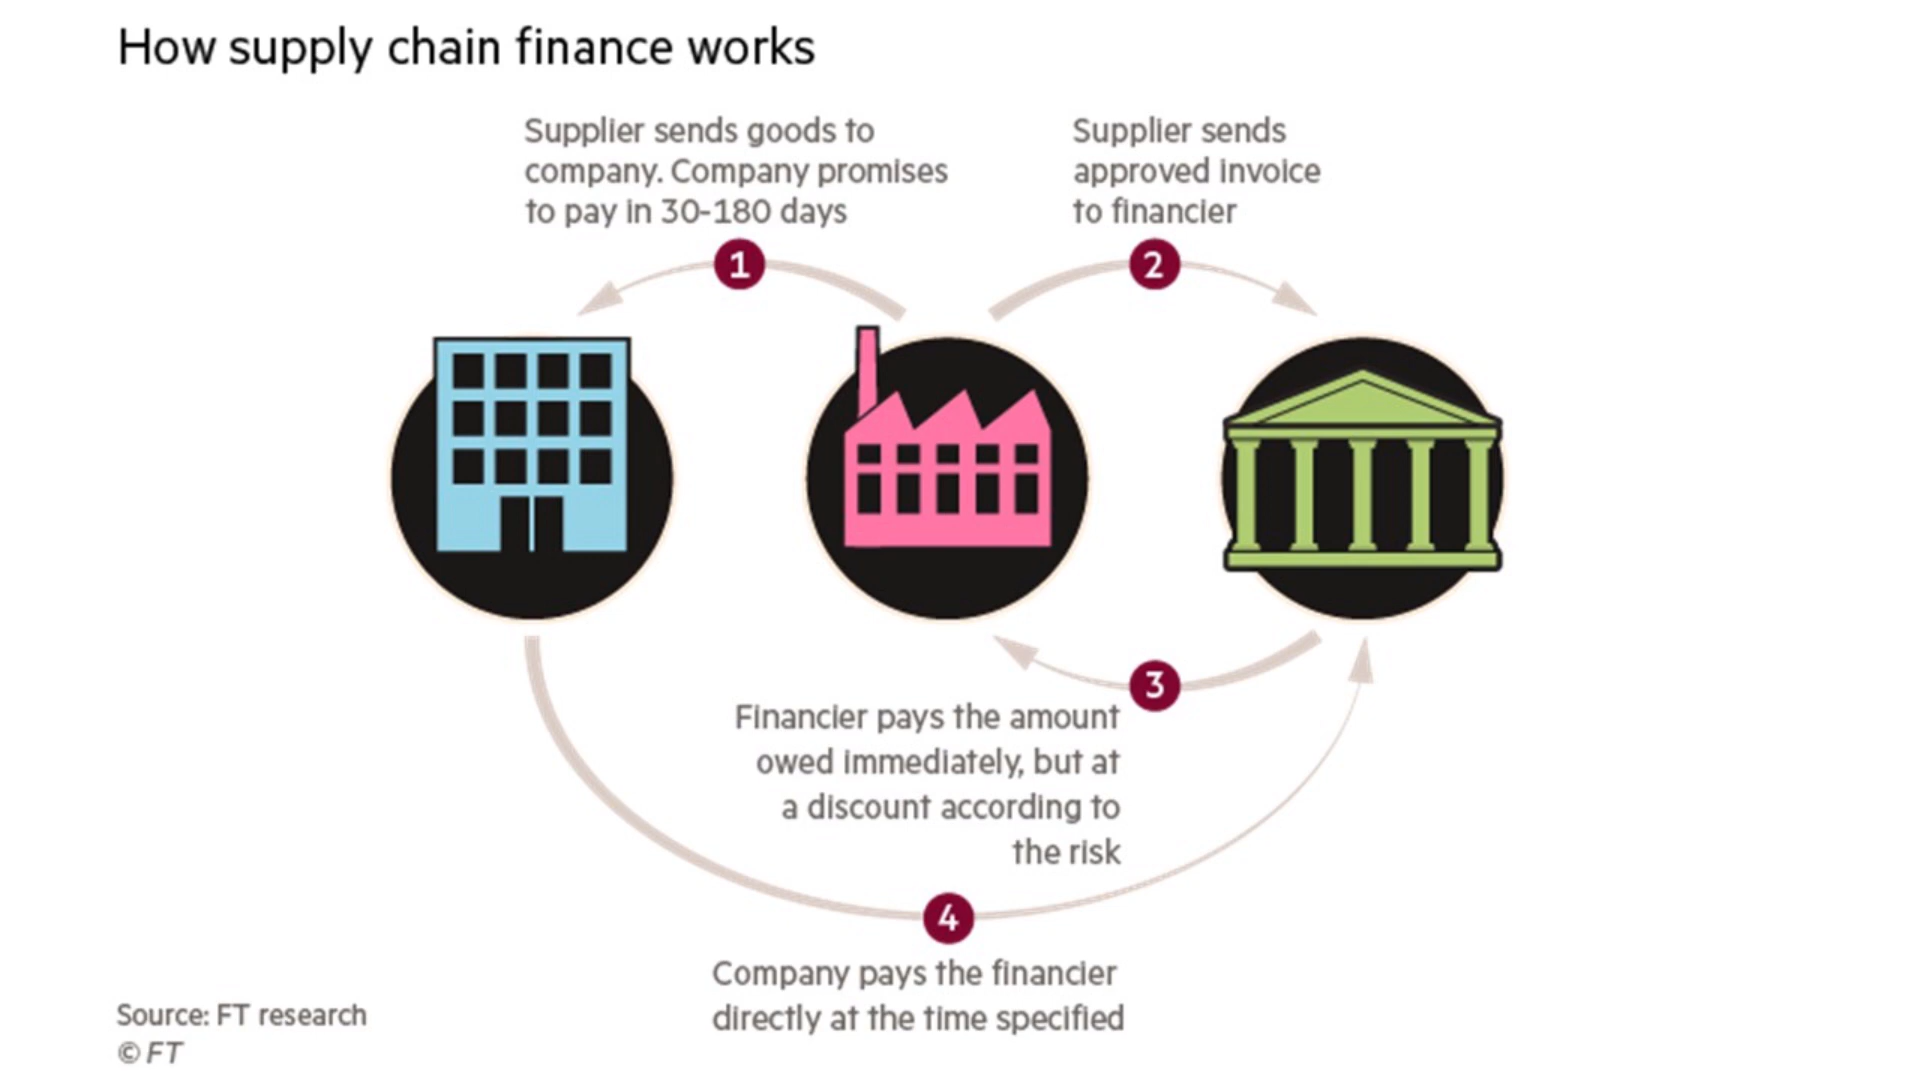 How supply chain finance works
Supplier sends goods to
company. Company promises
to pay in 30-180 days
Supplier sends
approved invoice
to financier
1
2
3
Financier pays the amount
owed immediately, but at
a discount according to
the risk
4
Company pays the financier
directly at the time specified
Source: FT research
© FT